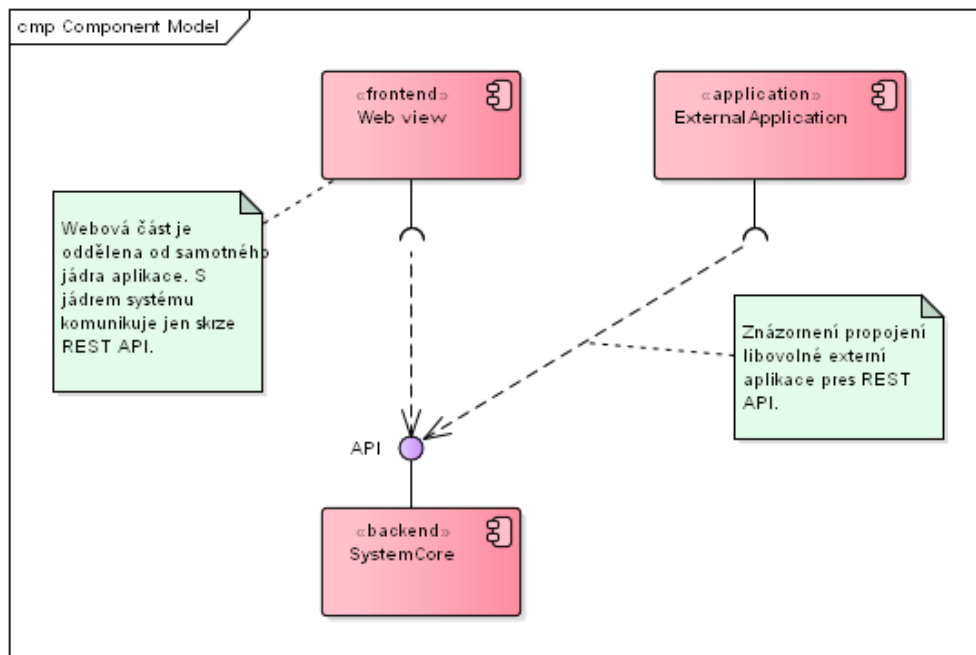 cmp Component Model
«frontend»
Web view
«application»
ExternalApplication
Webová část je
oddělena od samotného
jádra aplikace. S
jádrem systému
komunikuje jen skrze
REST API.
Znázornení propojení
libovolné externí
aplikace pres REST
API.
API
«backend»
SystemCore